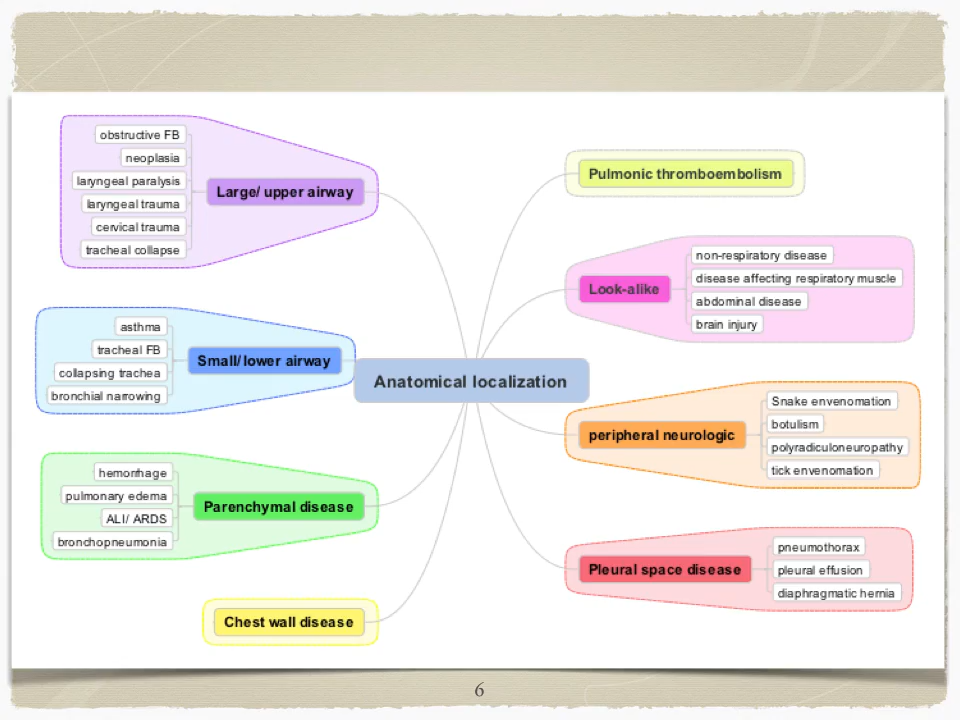 obstructive FB
neoplasia
laryngeal paralysis
laryngeal trauma
cervical trauma
tracheal collapse
Large/ upper airway
asthma
tracheal FB
collapsing trachea
bronchial narrowing
Small/ lower airway
hemorrhage
pulmonary edema
ALI/ ARDS
bronchopneumonia
Parenchymal disease
Chest wall disease
Anatomical localization
Pulmonic thromboembolism
Look-alike
non-respiratory disease
disease affecting respiratory muscle
abdominal disease
brain injury
peripheral neurologic
Snake envenomation
botulism
polyradiculoneuropathy
tick envenomation
Pleural space disease
pneumothorax
pleural effusion
diaphragmatic hernia
6